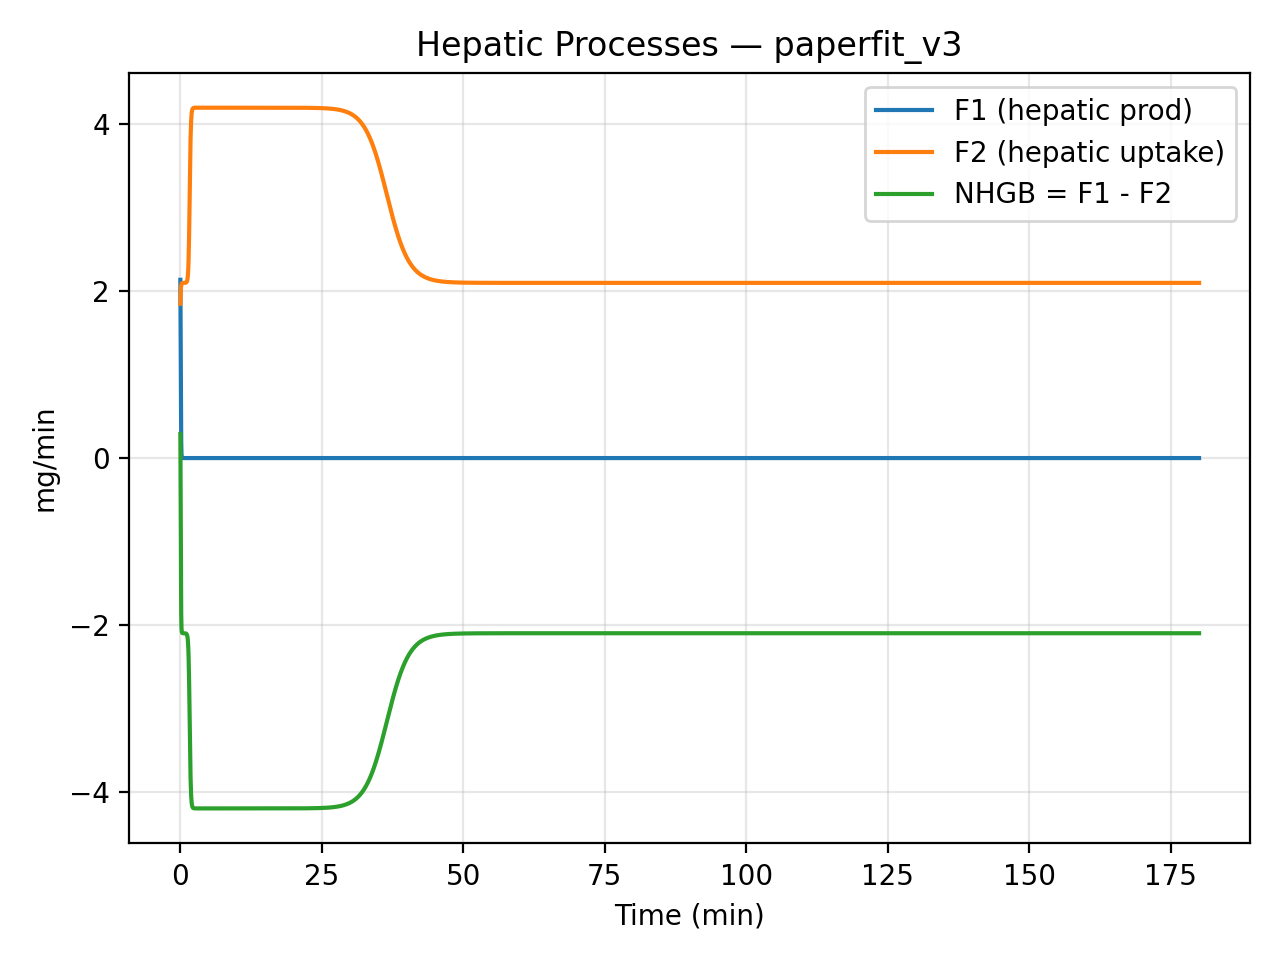 Hepatic Processes — paperfit_v3
F1 (hepatic prod)
F2 (hepatic uptake)
NHGB = F1 - F2
mg/min
4
2
0
−2
−4
0 25 50 75 100 125 150 175
Time (min)